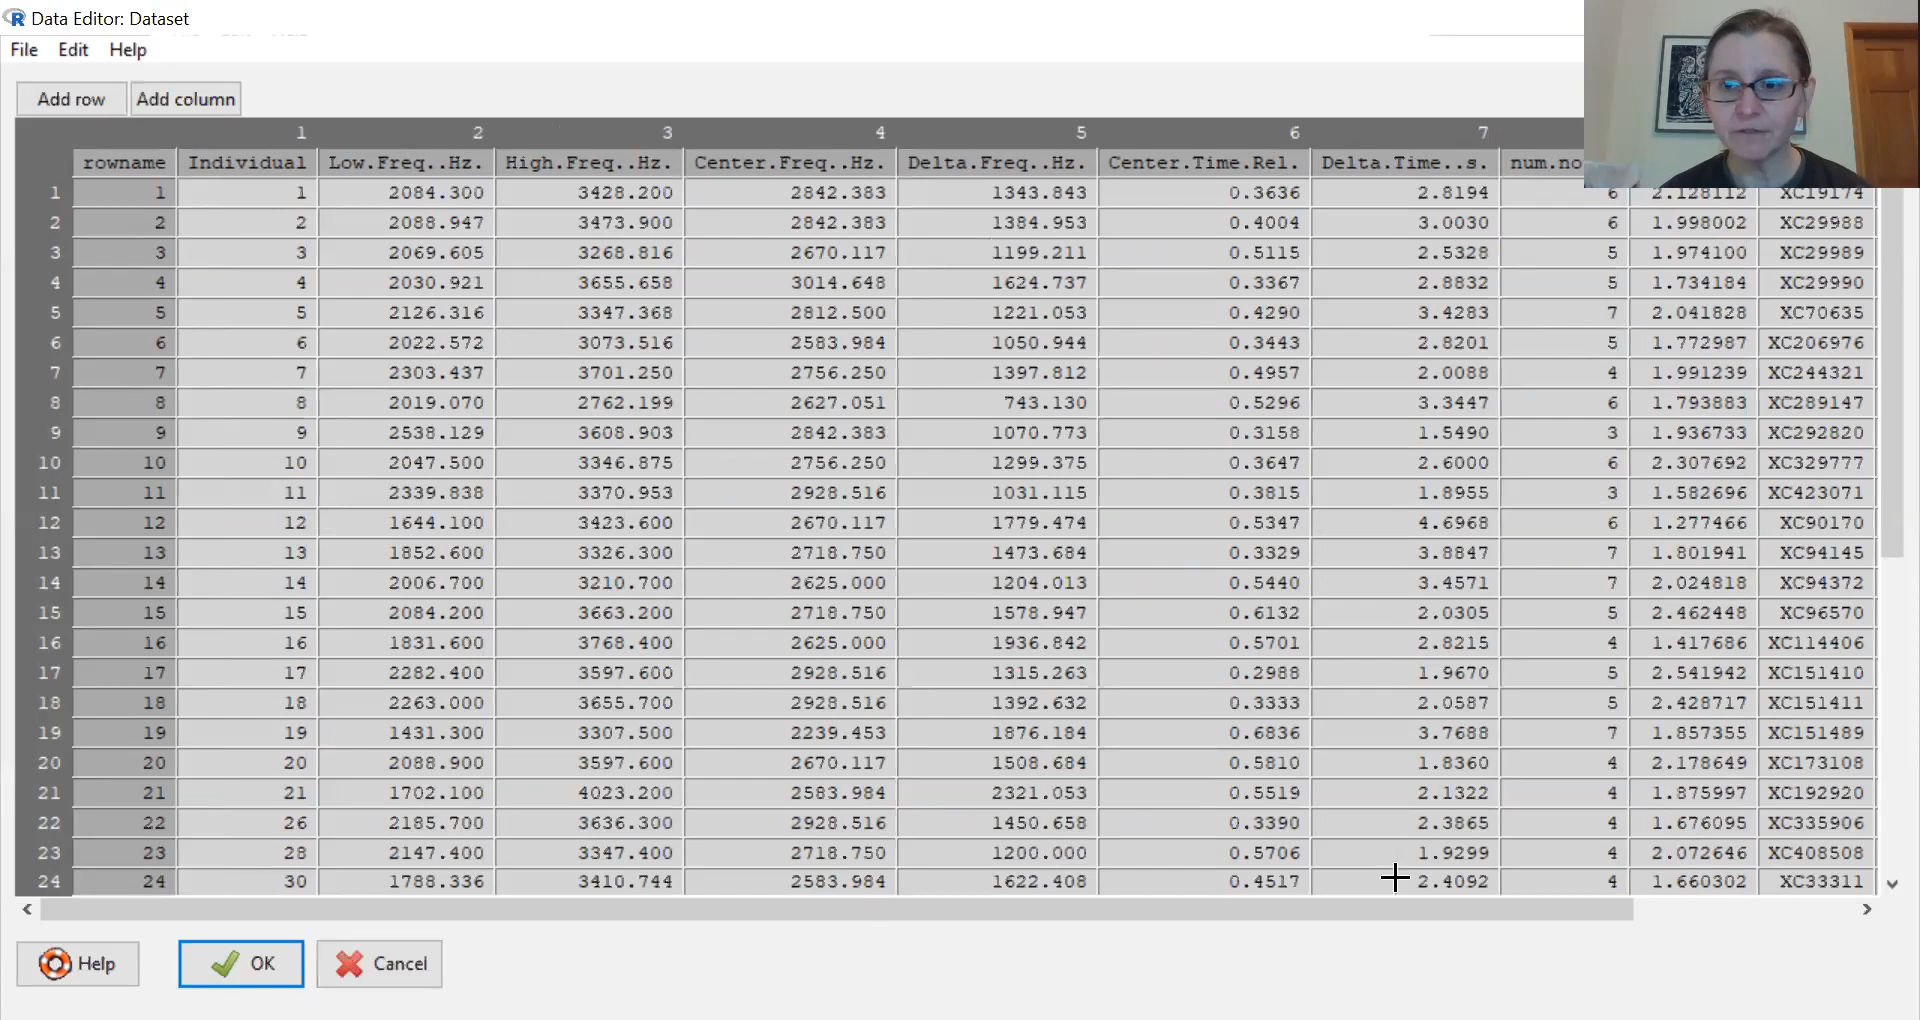 Data Editor: Dataset
File Edit Help
Add row Add column
1 2 3 4 5 6 7
rowname Individual Low.Freq..Hz. High.Freq..Hz. Center.Freq..Hz. Delta.Freq..Hz. Center.Time.Rel. Delta.Time..s. num.no
1 1 1 2084.300 3428.200 2842.383 1343.843 0.3636 2.8194 6 2.128112 XC19174
2 2 2 2088.947 3473.900 2842.383 1384.953 0.4004 3.0030 6 1.998002 XC29988
3 3 3 2069.605 3268.816 2670.117 1199.211 0.5115 2.5328 5 1.974100 XC29989
4 4 4 2030.921 3655.658 3014.648 1624.737 0.3367 2.8832 5 1.734184 XC29990
5 5 5 2126.316 3347.368 2812.500 1221.053 0.4290 3.4283 7 2.041828 XC70635
6 6 6 2022.572 3073.516 2583.984 1050.944 0.3443 2.8201 5 1.772987 XC206976
7 7 7 2303.437 3701.250 2756.250 1397.812 0.4957 2.0088 4 1.991239 XC244321
8 8 8 2019.070 2762.199 2627.051 743.130 0.5296 3.3447 6 1.793883 XC289147
9 9 9 2538.129 3608.903 2842.383 1070.773 0.3158 1.5490 3 1.936733 XC292820
10 10 10 2047.500 3346.875 2756.250 1299.375 0.3647 2.6000 6 2.307692 XC329777
11 11 11 2339.838 3370.953 2928.516 1031.115 0.3815 1.8955 3 1.582696 XC423071
12 12 12 1644.100 3423.600 2670.117 1779.474 0.5347 4.6968 6 1.277466 XC90170
13 13 13 1852.600 3326.300 2718.750 1473.684 0.3329 3.8847 7 1.801941 XC94145
14 14 14 2006.700 3210.700 2625.000 1204.013 0.5440 3.4571 7 2.024818 XC94372
15 15 15 2084.200 3663.200 2718.750 1578.947 0.6132 2.0305 5 2.462448 XC96570
16 16 16 1831.600 3768.400 2625.000 1936.842 0.5701 2.8215 4 1.417686 XC114406
17 17 17 2282.400 3597.600 2928.516 1315.263 0.2988 1.9670 5 2.541942 XC151410
18 18 18 2263.000 3655.700 2928.516 1392.632 0.3333 2.0587 5 2.428717 XC151411
19 19 19 1431.300 3307.500 2239.453 1876.184 0.6836 3.7688 7 1.857355 XC151489
20 20 20 2088.900 3597.600 2670.117 1508.684 0.5810 1.8360 4 2.178649 XC173108
21 21 21 1702.100 4023.200 2583.984 2321.053 0.5519 2.1322 4 1.875997 XC192920
22 22 26 2185.700 3636.300 2928.516 1450.658 0.3390 2.3865 4 1.676095 XC335906
23 23 28 2147.400 3347.400 2718.750 1200.000 0.5706 1.9299 4 2.072646 XC408508
24 24 30 1788.336 3410.744 2583.984 1622.408 0.4517 2.4092 4 1.660302 XC33311
Help OK Cancel